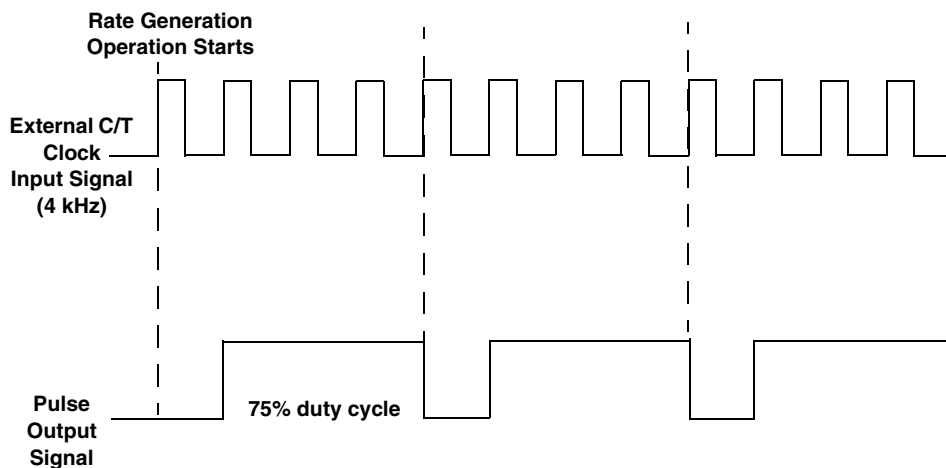 Rate Generation
Operation Starts
External C/T
Clock
Input Signal
(4 kHz)
Pulse
Output
Signal
75% duty cycle